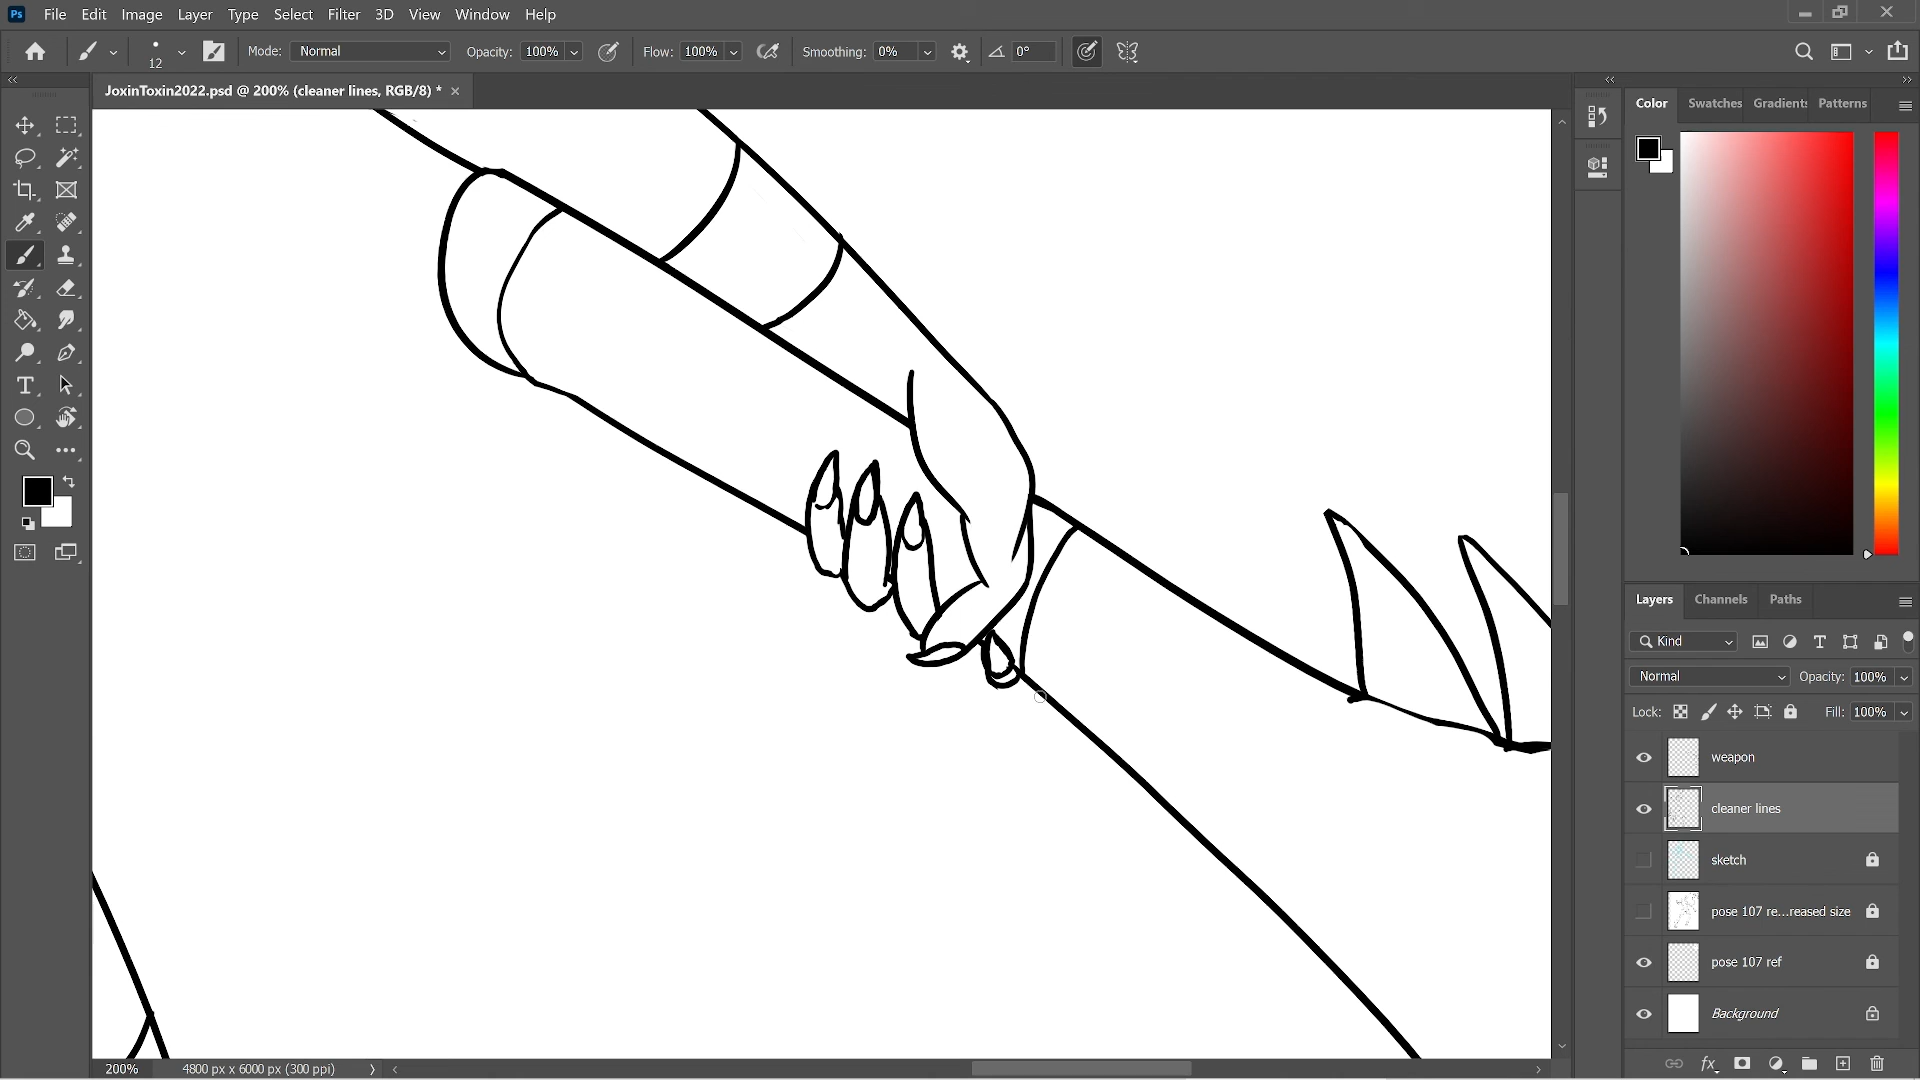 Ps File Edit Image Layer Type Select Filter 3D View Window Help
12 Mode: Normal Opacity: 100% Flow: 100% Smoothing: 0% 0°
JoxinToxin2022.psd @ 200% (cleaner lines, RGB/8) *
Color Swatches Gradients Patterns
Layers Channels Paths
Kind
Normal Opacity: 100%
Lock: Fill: 100%
weapon
cleaner lines
sketch
pose 107 re...reased size
pose 107 ref
Background
200% 4800 px x 6000 px (300 ppi)
fx